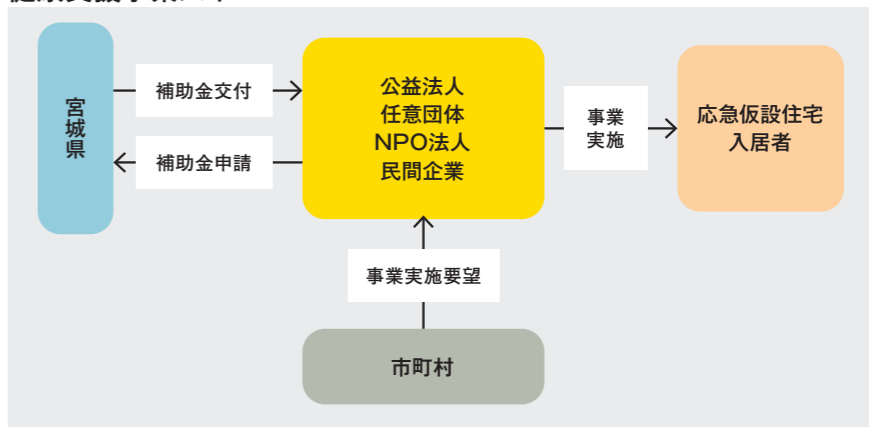 宮城県
補助金交付
補助金申請
公益法人
任意団体
NPO法人
民間企業
事業
実施
応急仮設住宅
入居者
事業実施要望
市町村